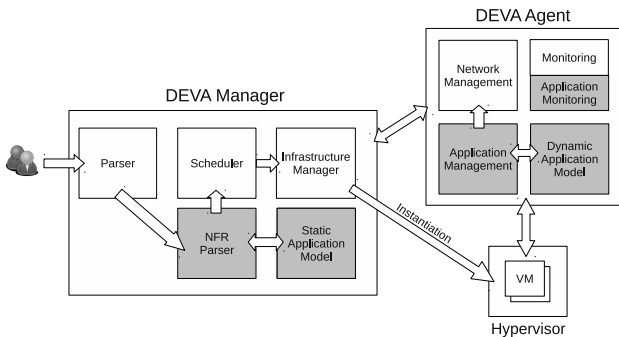 DEVA Agent
Network
Management
Monitoring
Application
Monitoring
DEVA Manager
Parser
Scheduler
Infrastructure
Manager
Application
Management
Dynamic
Application
Model
NFR
Parser
Static
Application
Model
Instantiation
VM
Hypervisor